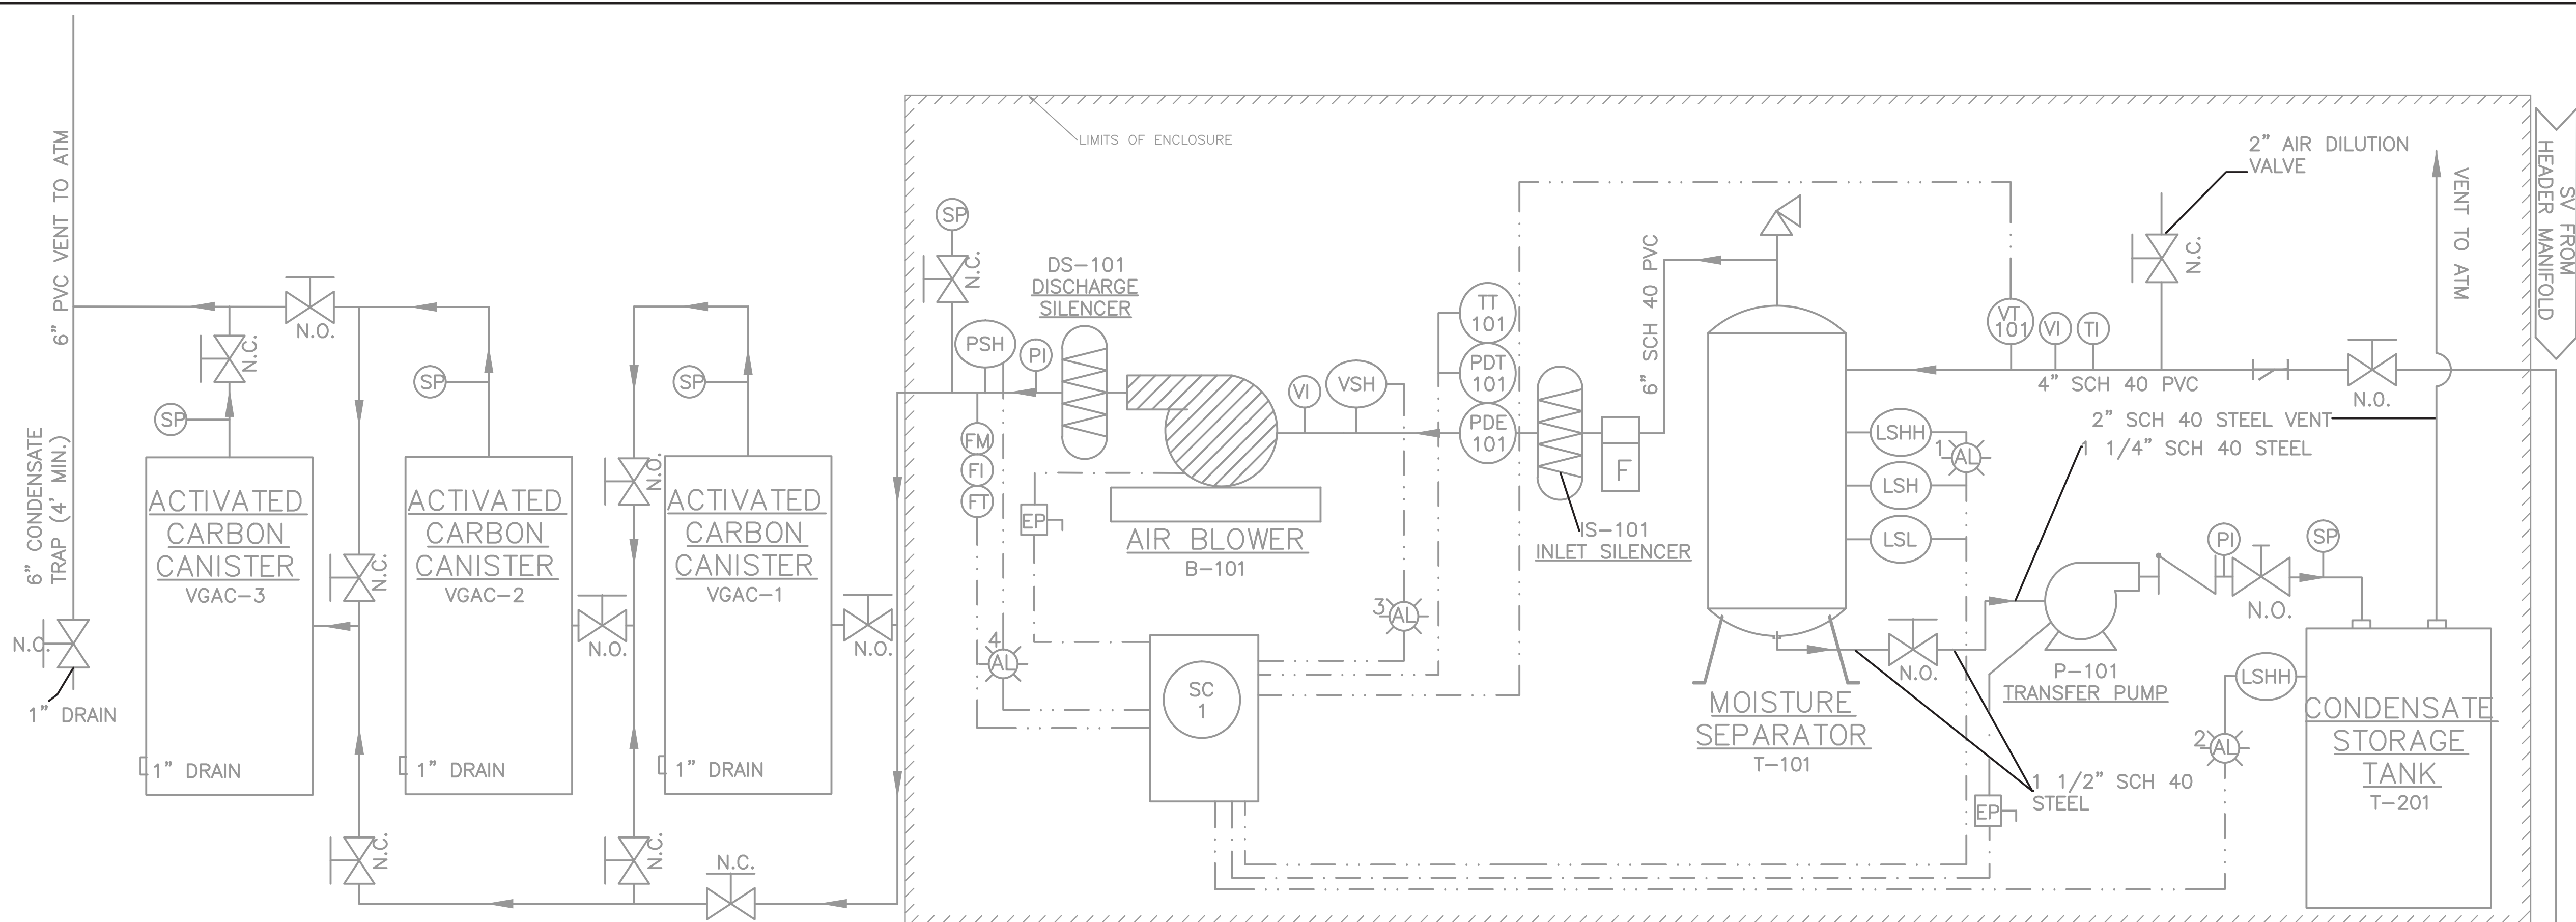 6" PVC VENT TO ATM
6" CONDENSATE
TRAP (4' MIN.)
N.O.
1" DRAIN
N.O.
N.C.
SP
ACTIVATED
CARBON
CANISTER
VGAC-3
1" DRAIN
N.C.
N.C.
SP
ACTIVATED
CARBON
CANISTER
VGAC-2
1" DRAIN
N.O.
N.O.
N.C.
SP
ACTIVATED
CARBON
CANISTER
VGAC-1
1" DRAIN
N.O.
N.C.
LIMITS OF ENCLOSURE
SP
N.C.
PSH
PI
DS-101
DISCHARGE
SILENCER
FM
FI
FT
EP
AIR BLOWER
B-101
4
AL
SC
1
VI
VSH
3
AL
TT
101
PDT
101
PDE
101
IS-101
INLET SILENCER
F
6" SCH 40 PVC
MOISTURE
SEPARATOR
T-101
LSHH
LSH
LSL
1
AL
VT
101
VI
TI
4" SCH 40 PVC
2" AIR DILUTION
VALVE
N.C.
N.O.
2" SCH 40 STEEL VENT
1 1/4" SCH 40 STEEL
VENT TO ATM
SV FROM
HEADER MANIFOLD
N.O.
P-101
TRANSFER PUMP
PI
N.O.
SP
1 1/2" SCH 40
STEEL
EP
LSHH
2
AL
CONDENSATE
STORAGE
TANK
T-201